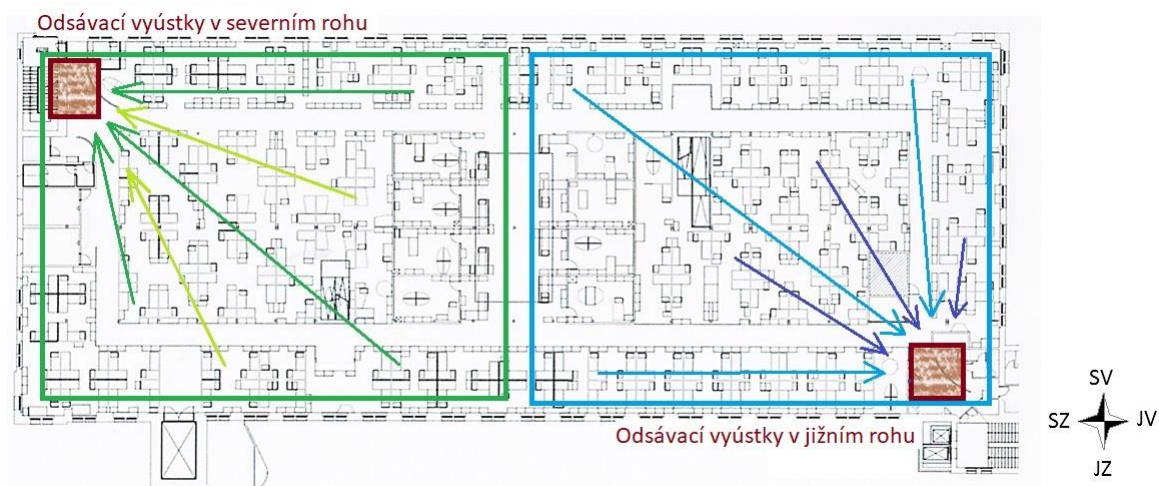 Odsávací vyústky v severním rohu
Odsávací vyústky v jižním rohu
SV
SZ
JV
JZ